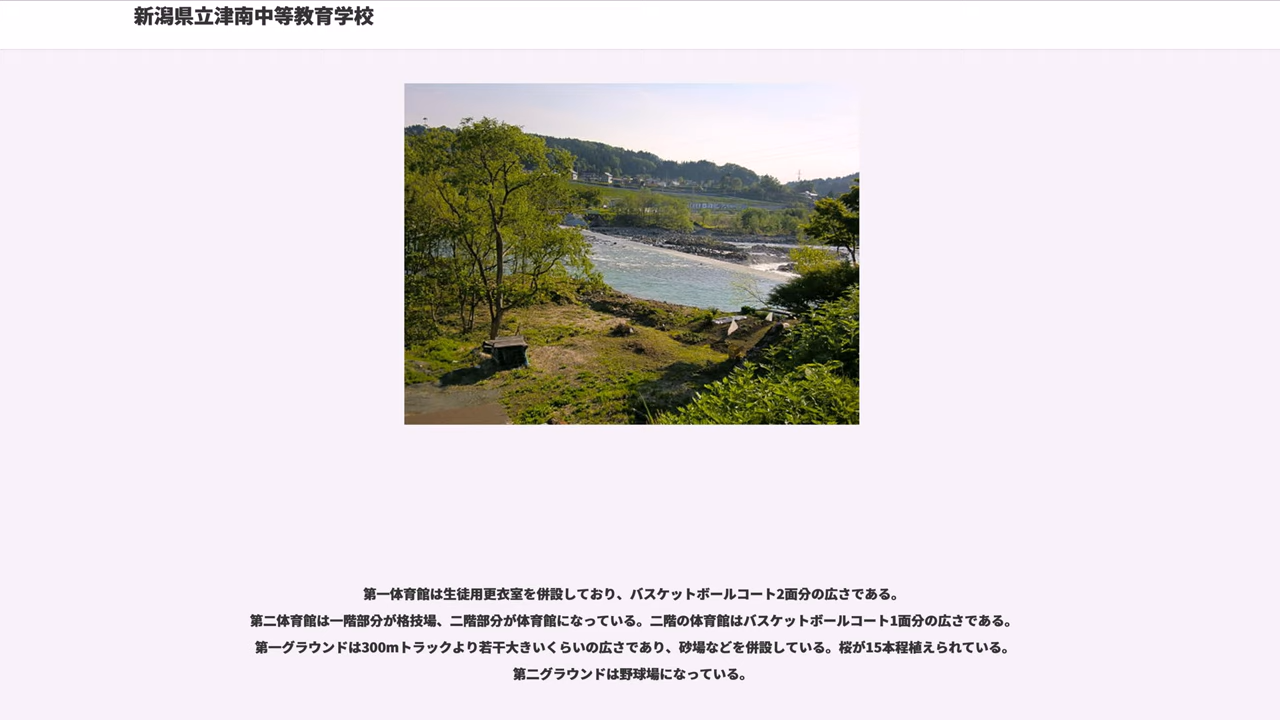 新潟県立津南中等教育学校
第一体育館は生徒用更衣室を併設しており、バスケットボールコート2面分の広さである。
第二体育館は一階部分が格技場、二階部分が体育館になっている。二階の体育館はバスケットボールコート1面分の広さである。
第一グラウンドは300mトラックより若干大きいくらいの広さであり、砂場などを併設している。桜が15本程植えられている。
第二グラウンドは野球場になっている。